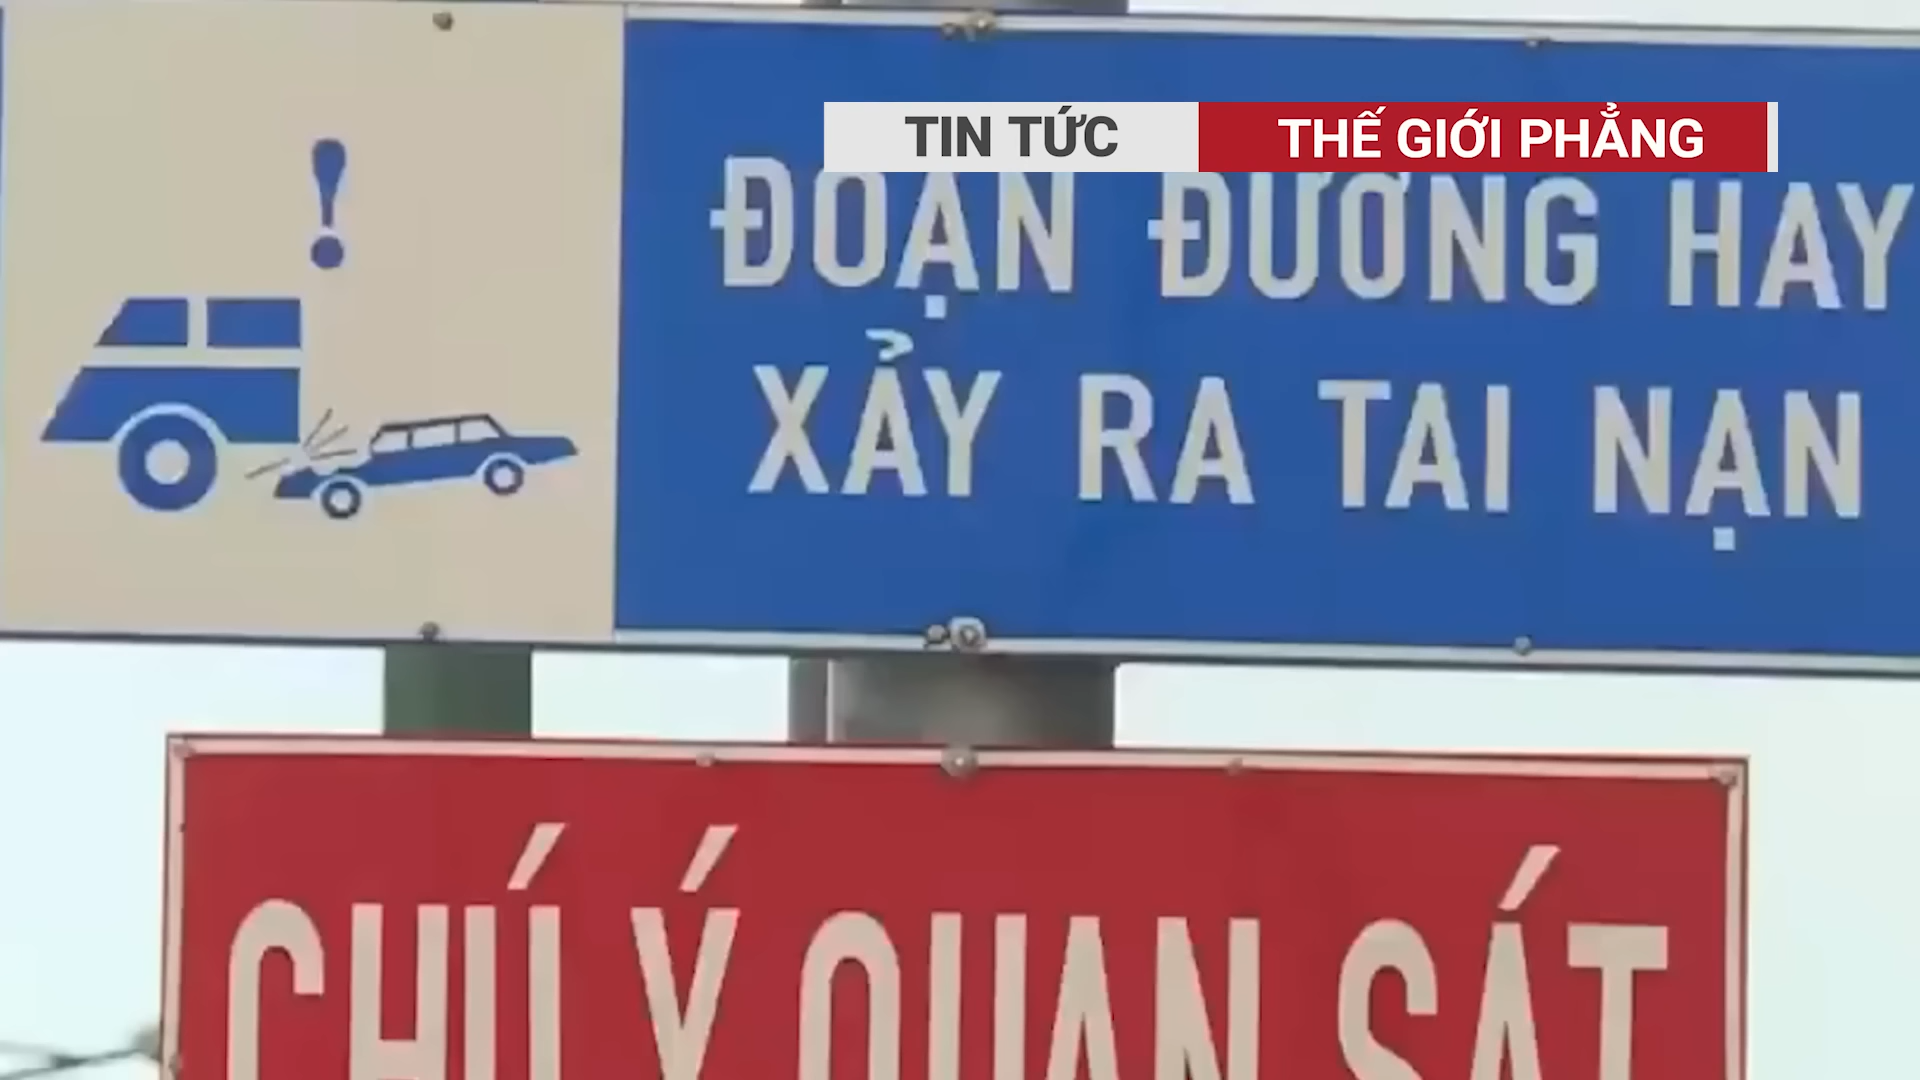 TIN TỨC THẾ GIỚI PHẲNG
ĐOẠN ĐƯỜNG HAY
XẢY RA TAI NẠN
CHÚ Ý QUAN SÁT